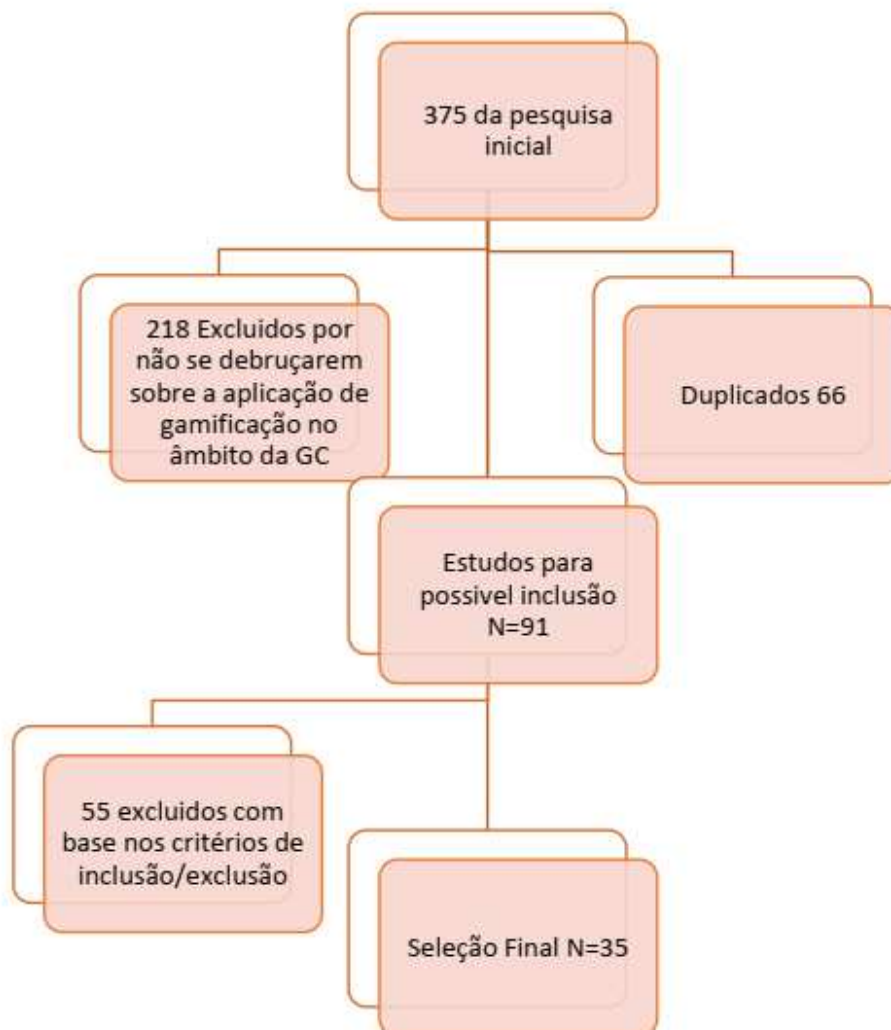 375 da pesquisa
inicial
218 Excluidos por
não se debruçarem
sobre a aplicação de
gamificação no
âmbito da GC
Duplicados 66
Estudos para
possivel inclusão
N=91
55 excluidos com
base nos critérios de
inclusão/exclusão
Seleção Final N=35